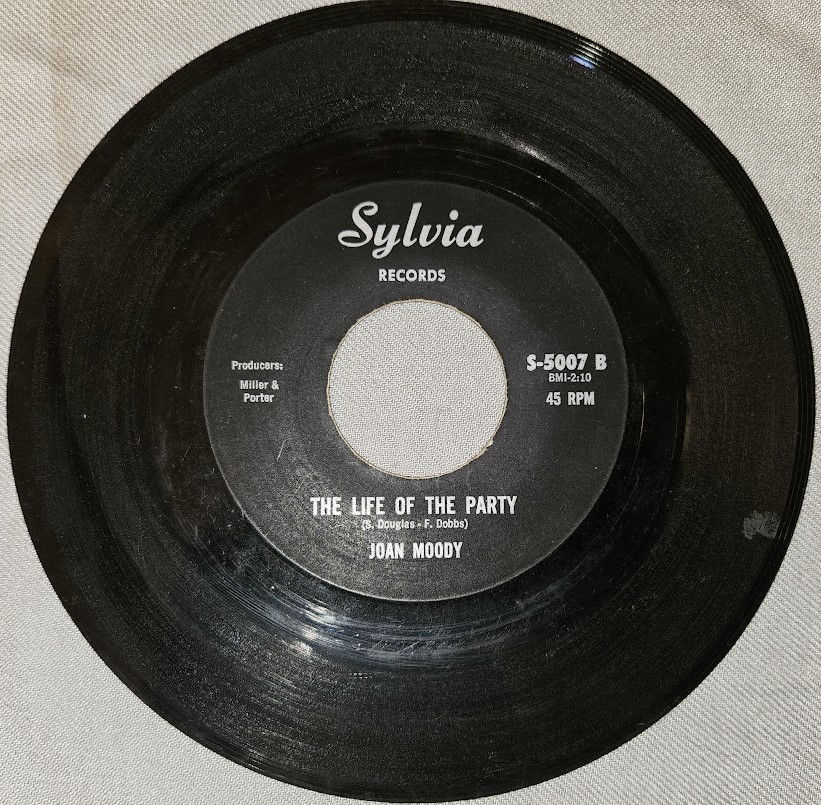 Sylvia
RECORDS
Producers:
Miller &
Porter
S-5007 B
BMI-2:10
45 RPM
THE LIFE OF THE PARTY
(S. Douglas - F. Dobbs)
JOAN MOODY